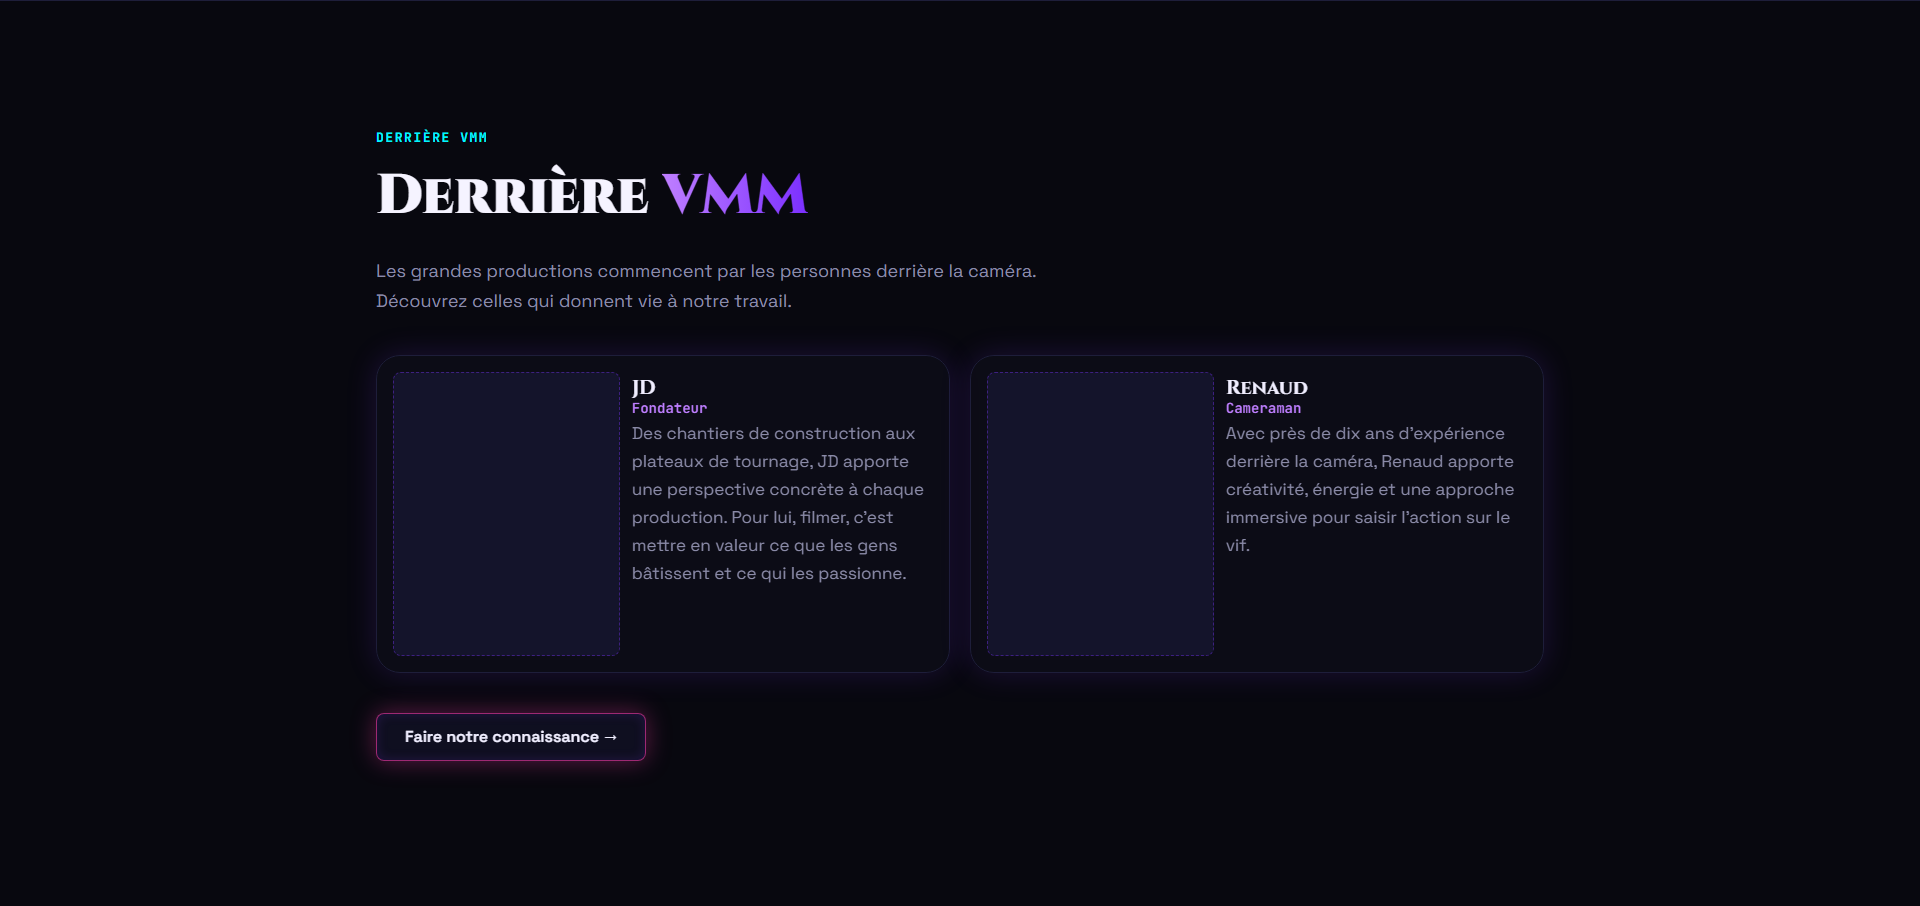 DERRIÈRE VMM
Derrière VMM
Les grandes productions commencent par les personnes derrière la caméra.
Découvrez celles qui donnent vie à notre travail.
JD
Fondateur
Des chantiers de construction aux
plateaux de tournage, JD apporte
une perspective concrète à chaque
production. Pour lui, filmer, c’est
mettre en valeur ce que les gens
bâtissent et ce qui les passionne.
Renaud
Cameraman
Avec près de dix ans d’expérience
derrière la caméra, Renaud apporte
créativité, énergie et une approche
immersive pour saisir l’action sur le
vif.
Faire notre connaissance →